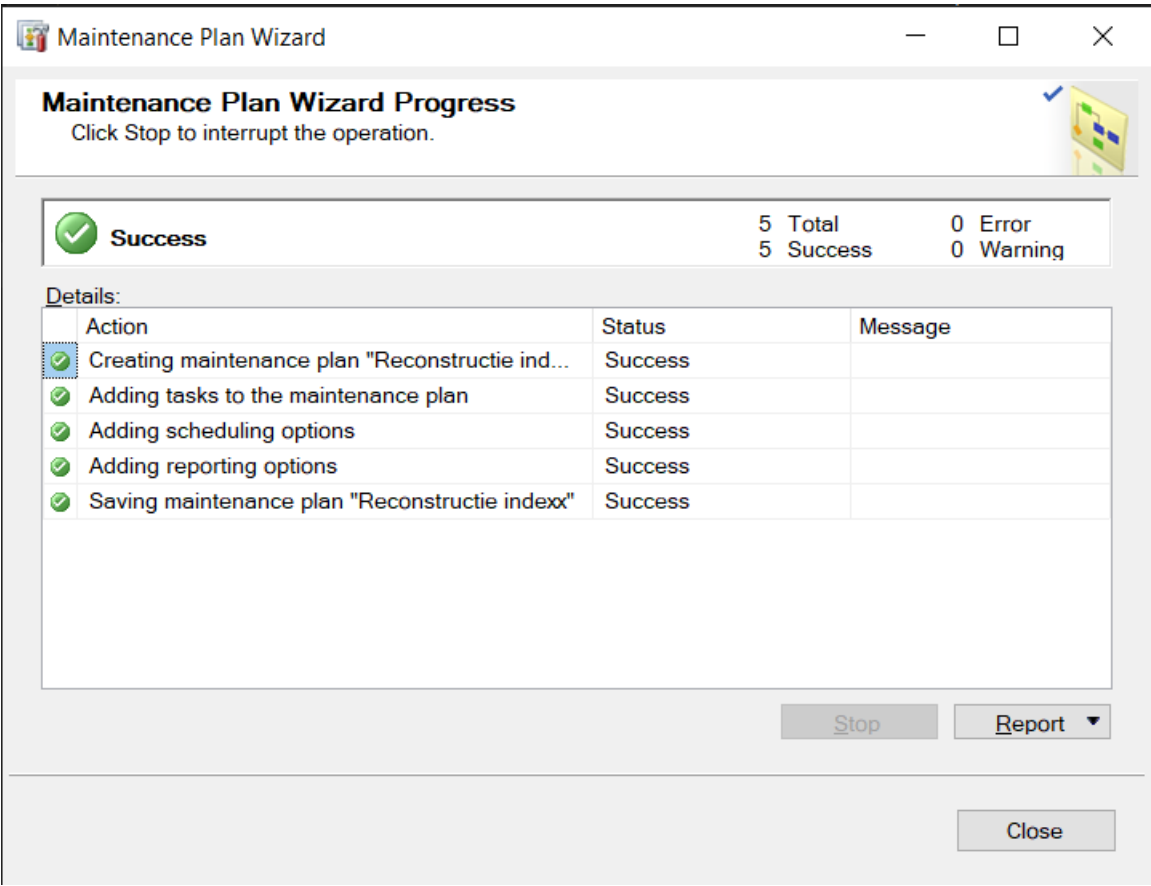 Maintenance Plan Wizard
Maintenance Plan Wizard Progress
Click Stop to interrupt the operation.
Success
5 Total 0 Error
5 Success 0 Warning
Details:
Action Status Message
Creating maintenance plan "Reconstructie ind... Success
Adding tasks to the maintenance plan Success
Adding scheduling options Success
Adding reporting options Success
Saving maintenance plan "Reconstructie indexx" Success
Stop Report
Close